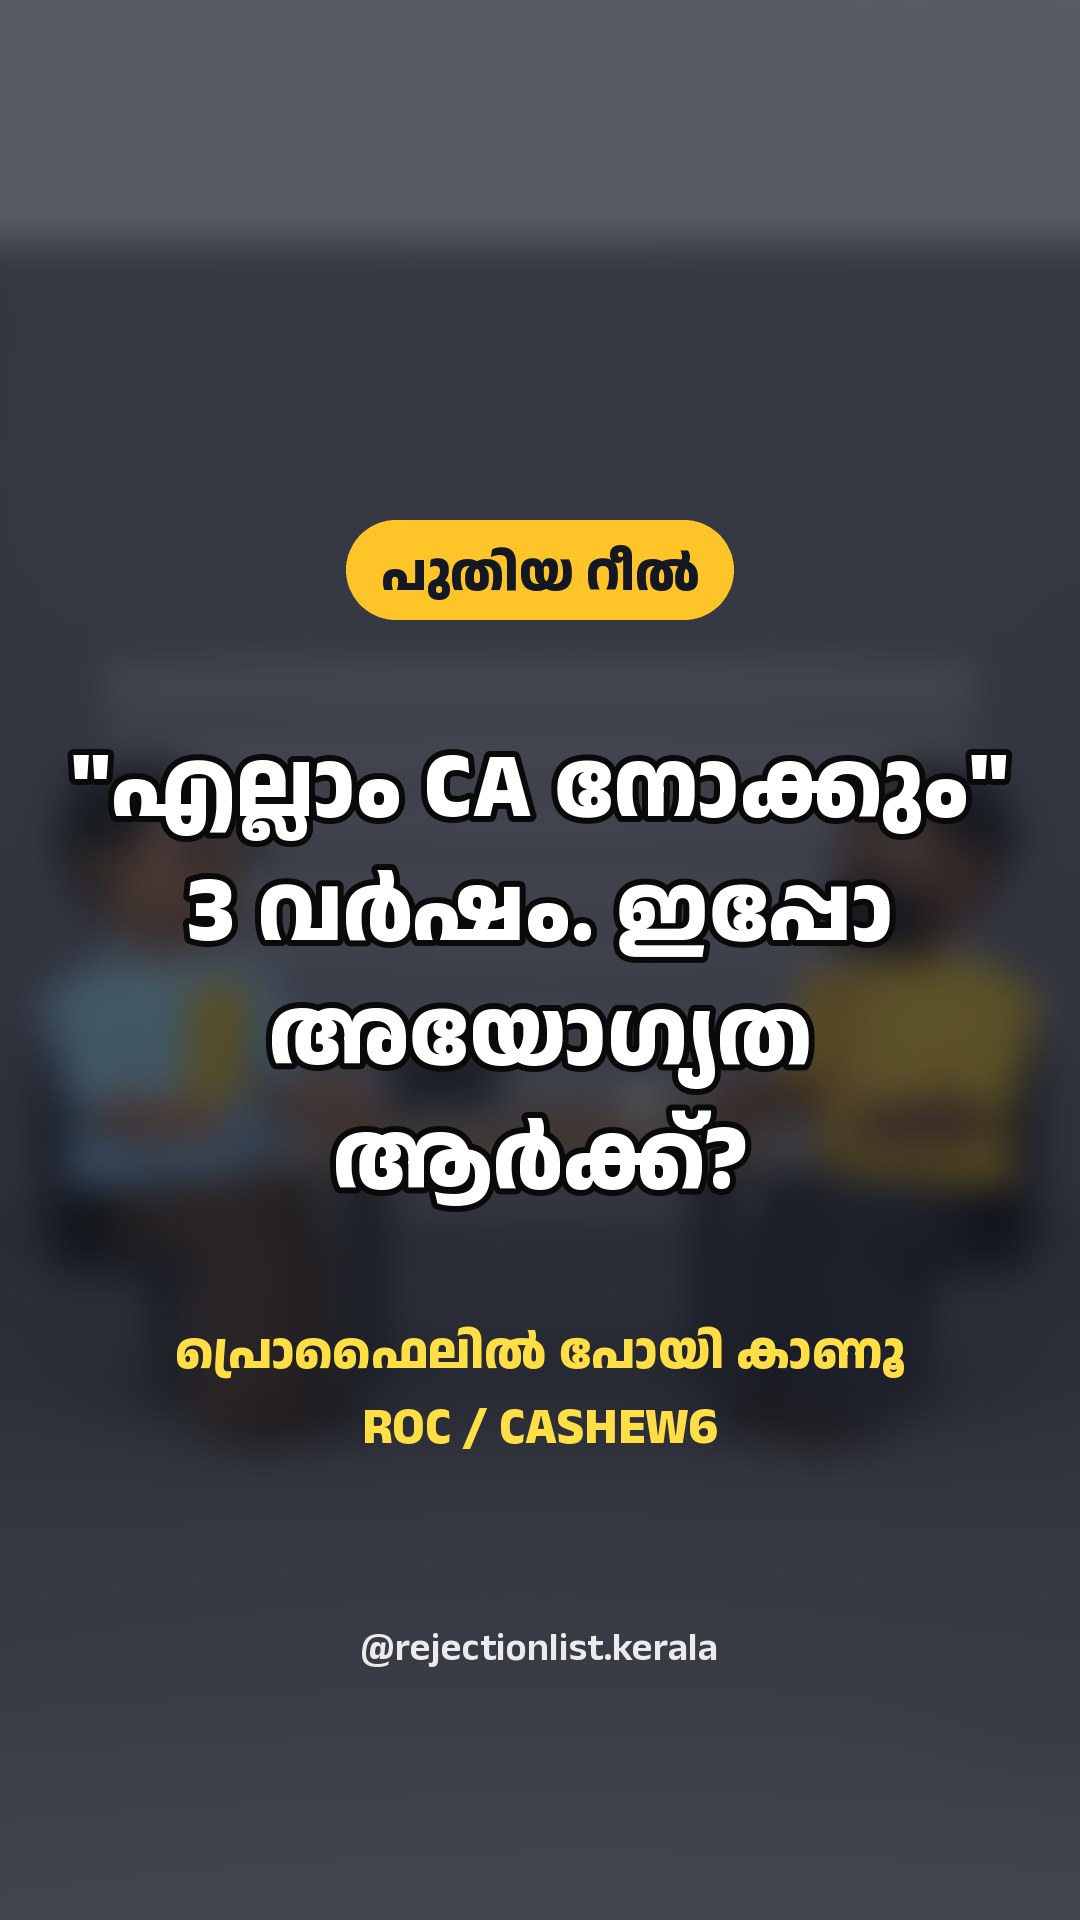 പുതിയ റീൽ
"എല്ലാം CA നോക്കും"
3 വർഷം. ഇപ്പോ
അയോഗ്യത
ആർക്ക്?
പ്രൊഫൈലിൽ പോയി കാണൂ
ROC / CASHEW6
@rejectionlist.kerala